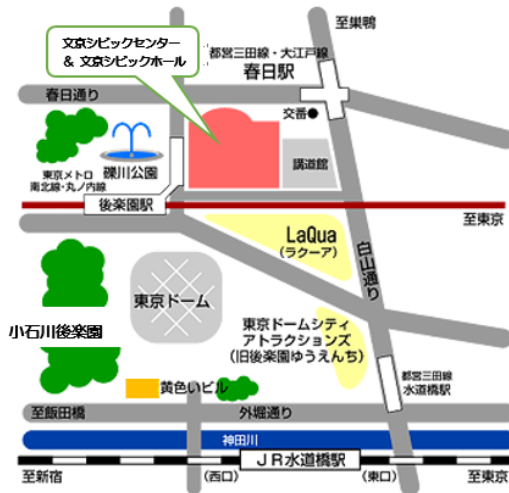 至巣鴨
文京シビックセンター
& 文京シビックホール
都営三田線・大江戸線
春日駅
春日通り
交番
礫川公園
講道館
東京メトロ
南北線・丸ノ内線
後楽園駅
至東京
LaQua
(ラクーア)
白山通り
東京ドーム
小石川後楽園
東京ドームシティ
アトラクションズ
(旧後楽園ゆうえんち)
都営三田線
水道橋駅
黄色いビル
至飯田橋
外堀通り
神田川
JR水道橋駅
至新宿
(西口)
(東口)
至東京